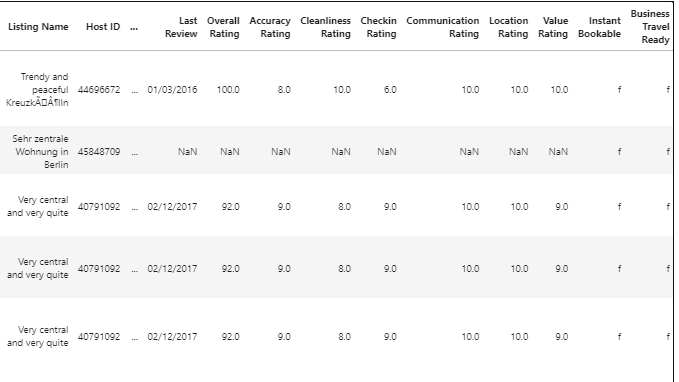 Listing Name Host ID ... Last Review Overall Rating Accuracy Rating Cleanliness Rating Checkin Rating Communication Rating Location Rating Value Rating Instant Bookable Business Travel Ready
Trendy and peaceful 44696672 ... 01/03/2016 100.0 8.0 10.0 6.0 10.0 10.0 10.0 f f
Sehr zentrale Wohnung in Berlin 45848709 ... NaN NaN NaN NaN NaN NaN NaN NaN f f
Very central and very quite 40791092 ... 02/12/2017 92.0 9.0 8.0 9.0 10.0 10.0 9.0 f f
Very central and very quite 40791092 ... 02/12/2017 92.0 9.0 8.0 9.0 10.0 10.0 9.0 f f
Very central and very quite 40791092 ... 02/12/2017 92.0 9.0 8.0 9.0 10.0 10.0 9.0 f f